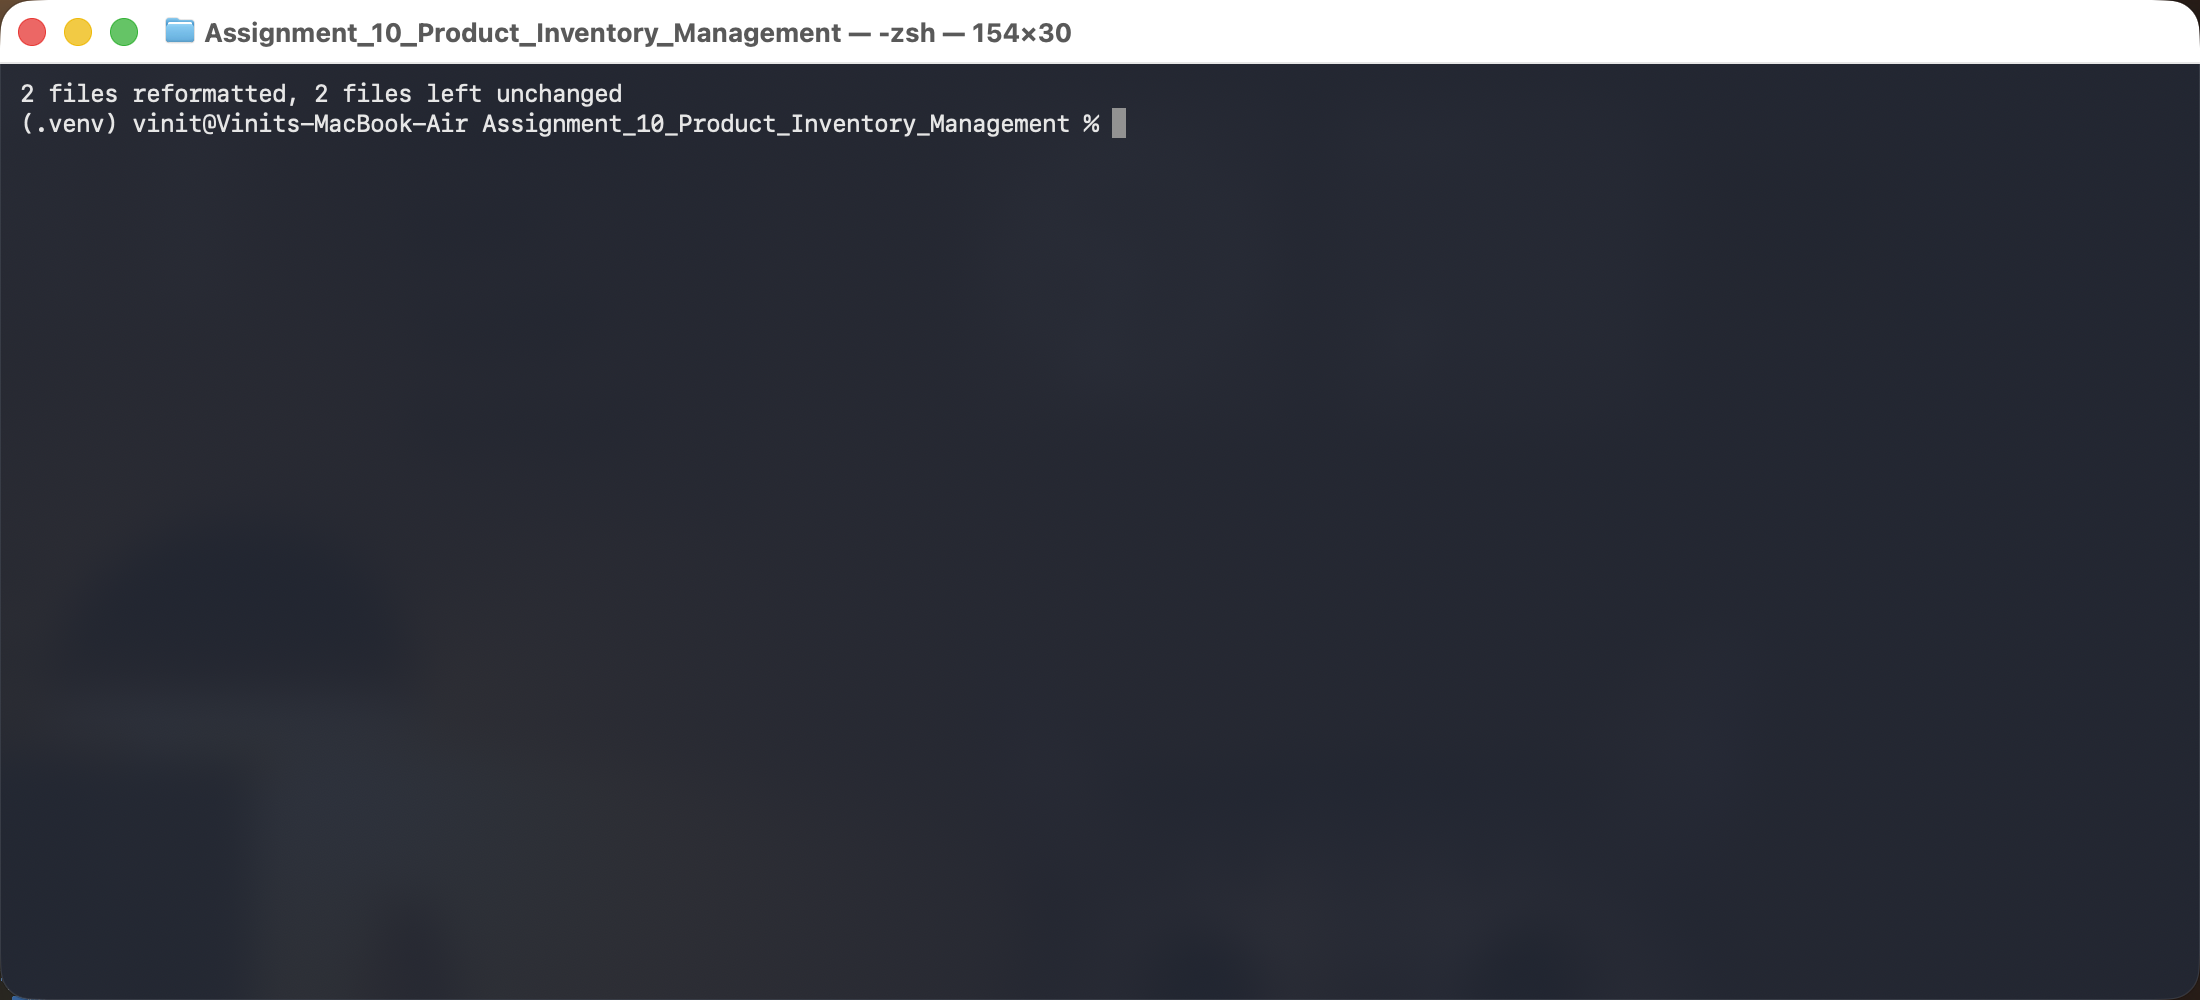 Assignment_10_Product_Inventory_Management — -zsh — 154×30
2 files reformatted, 2 files left unchanged
(.venv) vinit@Vinits-MacBook-Air Assignment_10_Product_Inventory_Management %